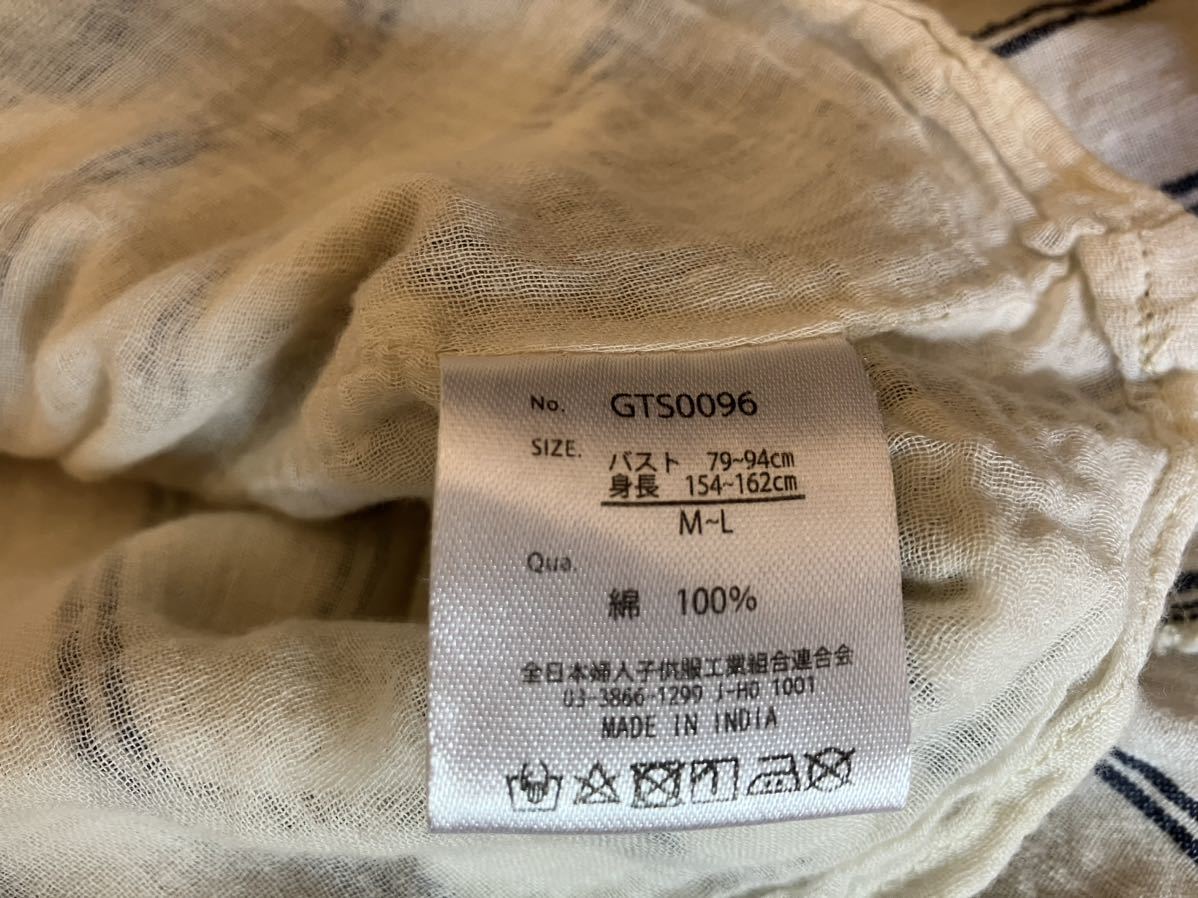 No. GTS0096
SIZE. バスト 79~94cm
身長 154~162cm
M~L
Qua.
綿 100%
全日本婦人子供服工業組合連合会
03-3866-1299 J-HO 1001
MADE IN INDIA